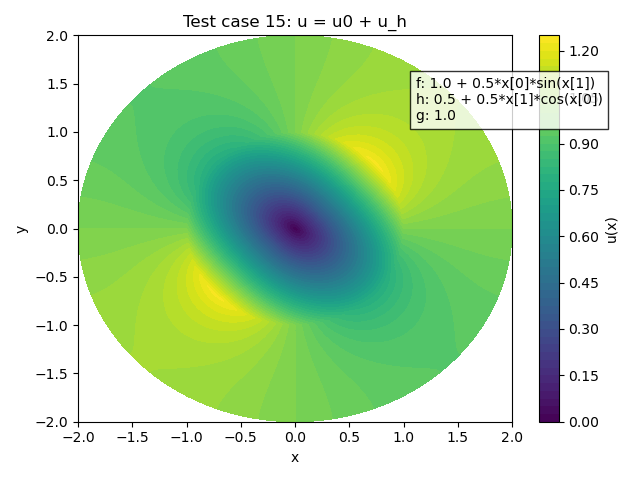 Test case 15: u = u0 + u_h
f: 1.0 + 0.5*x[0]*sin(x[1])
h: 0.5 + 0.5*x[1]*cos(x[0])
g: 1.0
2.0
1.5
1.0
0.5
0.0
−0.5
−1.0
−1.5
−2.0
y
−2.0 −1.5 −1.0 −0.5 0.0 0.5 1.0 1.5 2.0
x
1.20
0.90
0.75
0.60
0.45
0.30
0.15
0.00
u(x)